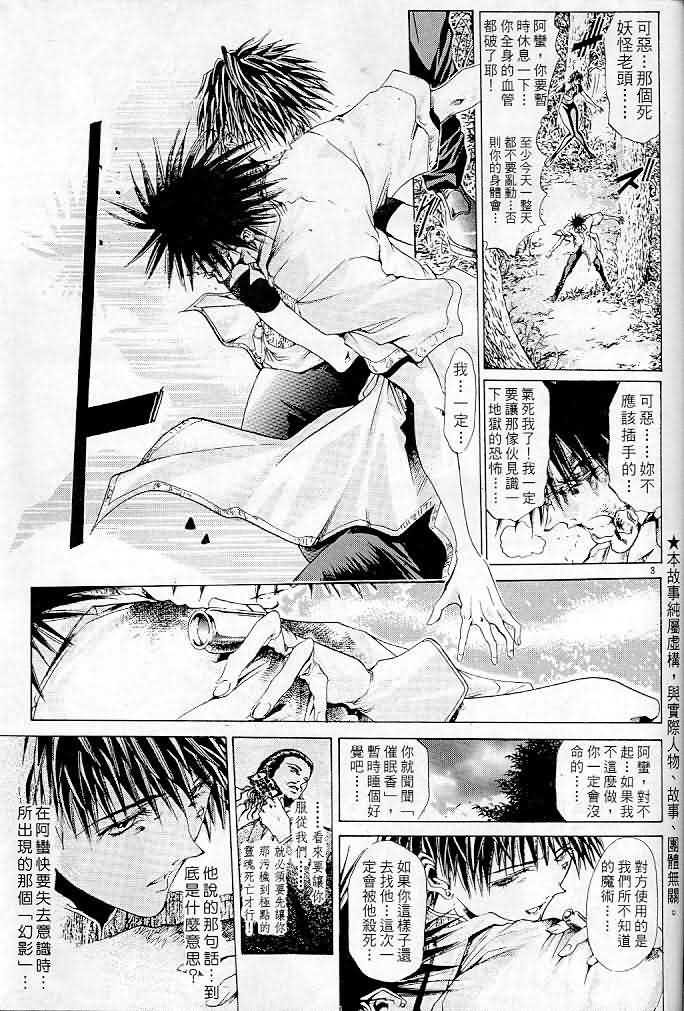 可惡…那個死
妖怪老頭……
阿蠻，你要暫
時休息一下…
你全身的血管
都破了耶！
至少今天一整天
都不要亂動…否
則你的身體會…
可惡……妳不
應該插手的…
氣死我了！我一定
要讓那傢伙見識一
下地獄的恐怖……
我…一定…
3
★本故事純屬虛構，與實際人物、故事、團體無關。
阿蠻，對不
起…如果我
不這麼做，
你一定會沒
命的……
你就聞聞「
催眠香」，
暫時睡個好
覺吧…
對方使用的是
我們所不知道
的魔術…
如果你這樣子還
去找他…這次一
定會被他殺死…
……看來要讓你
服從我們……
就必須要先讓你
那污穢到極點的
靈魂死亡才行！
他說的那句話…到
底是什麼意思？
在阿蠻快要失去意識時…
所出現的那個「幻影」…